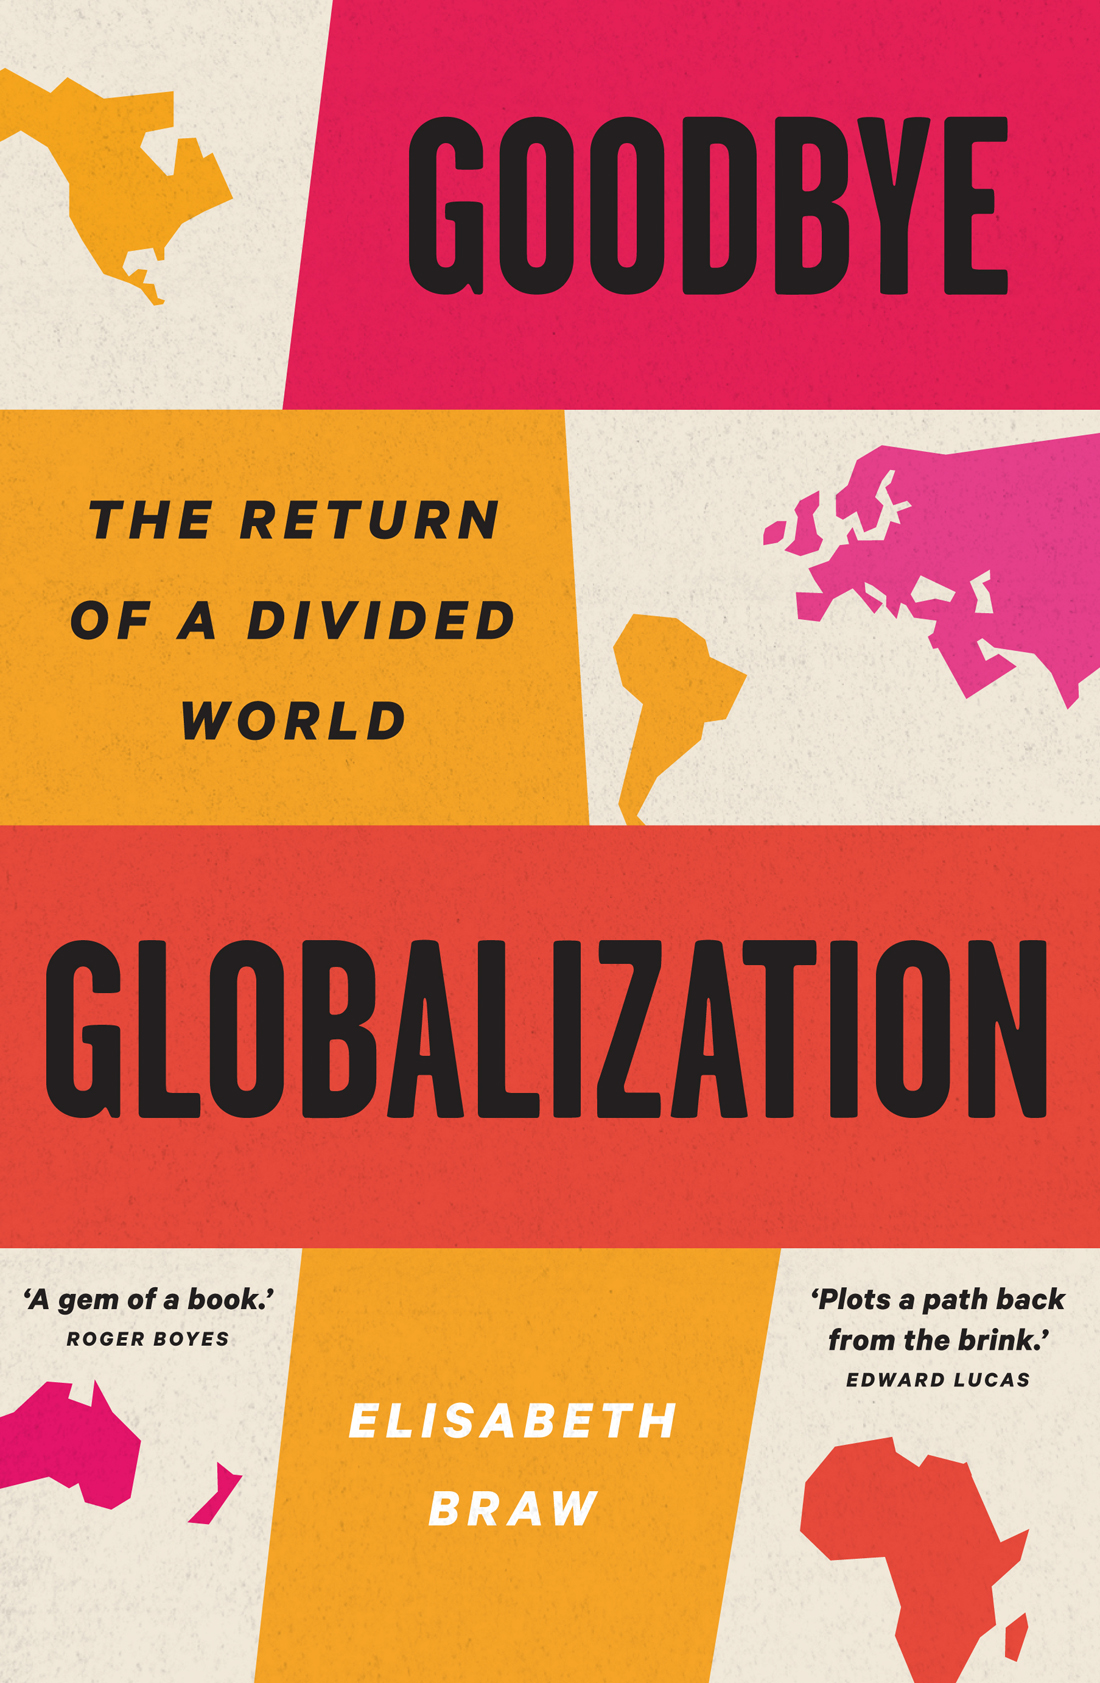 GOODBYE
THE RETURN
OF A DIVIDED
WORLD
GLOBALIZATION
‘A gem of a book.’
ROGER BOYES
ELISABETH
BRAW
‘Plots a path back
from the brink.’
EDWARD LUCAS